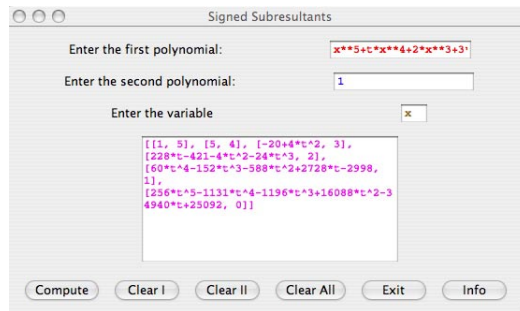 Signed Subresultants
Enter the first polynomial:
x**5+t*x**4+2*x**3+3*
Enter the second polynomial:
1
Enter the variable
x
[[1, 5], [5, 4], [-20+4*t^2, 3],
[228*t-421-4*t^2-24*t^3, 2],
[60*t^4-152*t^3-588*t^2+2728*t-2998,
1],
[256*t^5-1131*t^4-1196*t^3+16088*t^2-3
4940*t+25092, 0]]
Compute
Clear I
Clear II
Clear All
Exit
Info